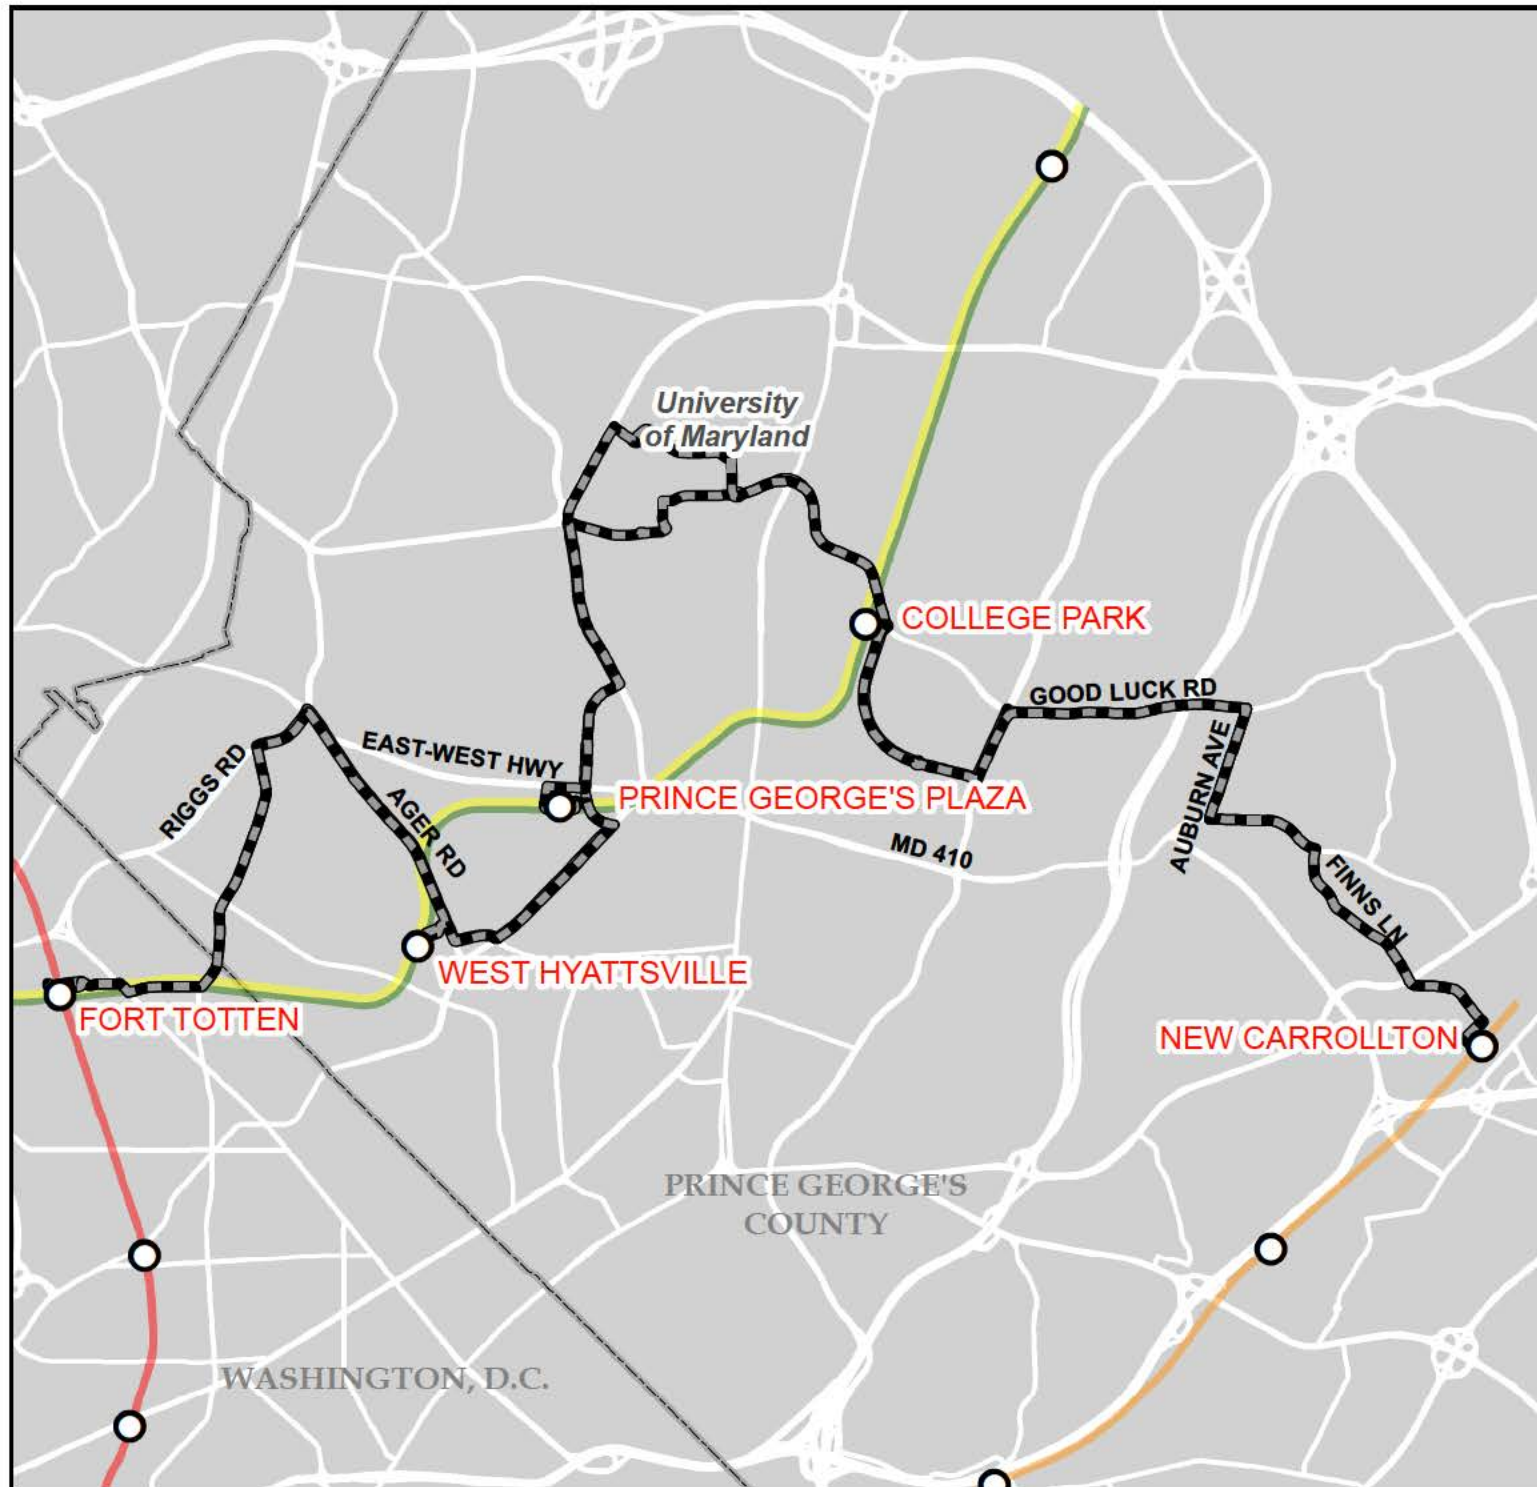 University
of Maryland
COLLEGE PARK
GOOD LUCK RD
EAST-WEST HWY
RIGGS RD
AUBURN AVE
AGER RD
PRINCE GEORGE'S PLAZA
MD 410
FINNS LN
WEST HYATTSVILLE
FORT TOTTEN
NEW CARROLLTON
PRINCE GEORGE'S
COUNTY
WASHINGTON, D.C.